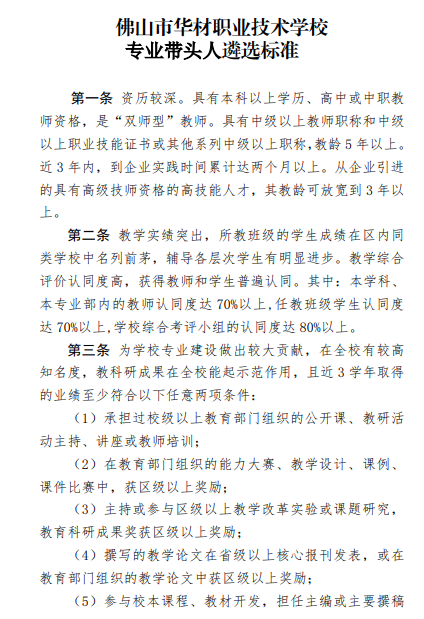 佛山市华材职业技术学校
专业带头人遴选标准
第一条 资历较深。具有本科以上学历、高中或中职教
师资格，是“双师型”教师。具有中级以上教师职称和中级
以上职业技能证书或其他系列中级以上职称,教龄 5 年以上。
近 3 年内，到企业实践时间累计达两个月以上。从企业引进
的具有高级技师资格的高技能人才，其教龄可放宽到 3 年以
上。
第二条 教学实绩突出，所教班级的学生成绩在区内同
类学校中名列前茅，辅导各层次学生有明显进步。教学综合
评价认同度高，获得教师和学生普遍认同。其中：本学科、
本专业部内的教师认同度达 70%以上,任教班级学生认同度
达 70%以上,学校综合考评小组的认同度达 80%以上。
第三条 为学校专业建设做出较大贡献，在全校有较高
知名度，教科研成果在全校能起示范作用，且近 3 学年取得
的业绩至少符合以下任意两项条件：
（1）承担过校级以上教育部门组织的公开课、教研活
动主持、讲座或教师培训；
（2）在教育部门组织的能力大赛、教学设计、课例、
课件比赛中，获区级以上奖励；
（3）主持或参与区级以上教学改革实验或课题研究，
教育科研成果奖获区级以上奖励；
（4）撰写的教学论文在省级以上核心报刊发表，或在
教育部门组织的教学论文中获区级以上奖励；
（5）参与校本课程、教材开发，担任主编或主要撰稿